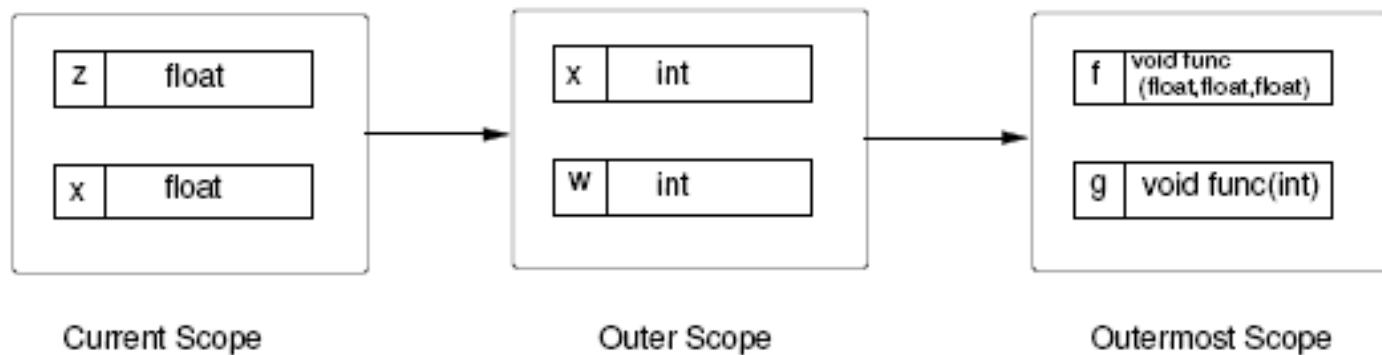 z float
x float
Current Scope
x int
w int
Outer Scope
f void func
(float,float,float)
g void func(int)
Outermost Scope